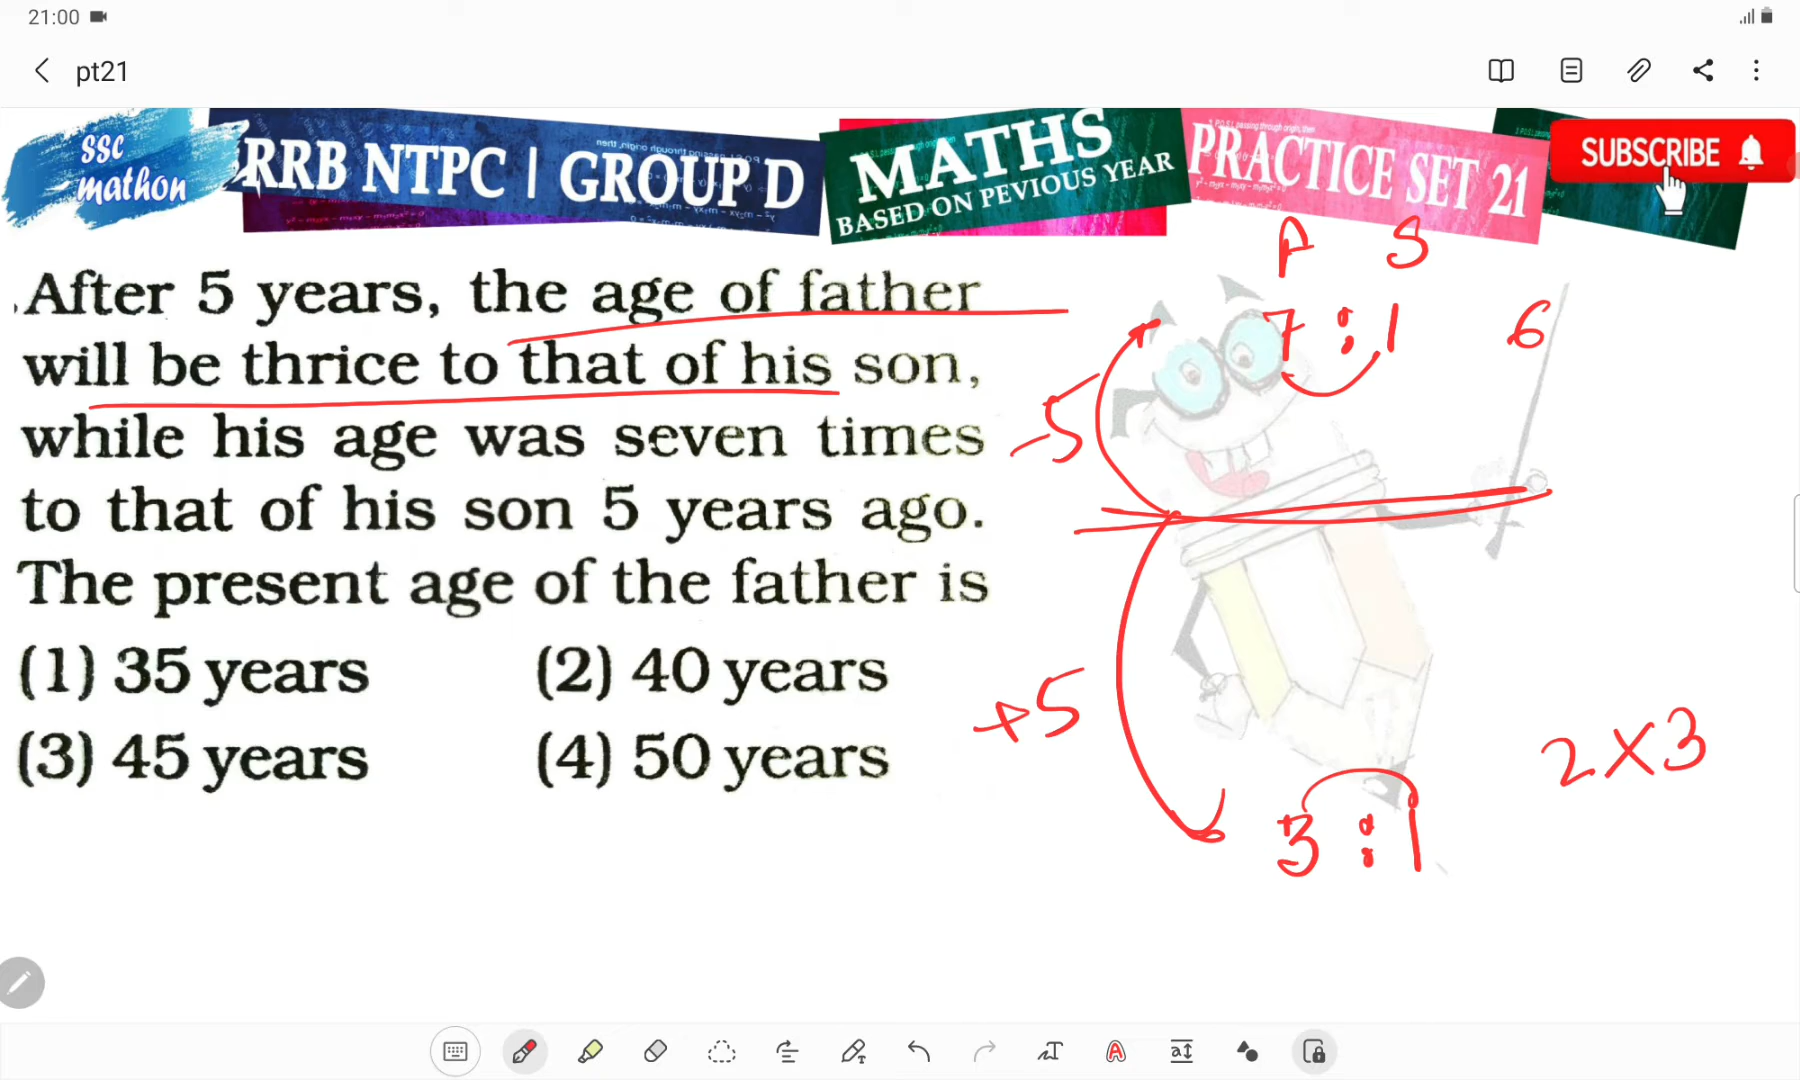 21:00
pt21
SSC
mathon
RRB NTPC | GROUP D
MATHS
BASED ON PEVIOUS YEAR
PRACTICE SET 21
SUBSCRIBE
After 5 years, the age of father
will be thrice to that of his son,
while his age was seven times
to that of his son 5 years ago.
The present age of the father is
(1) 35 years (2) 40 years
(3) 45 years (4) 50 years
S
7 : 1 6
-5
+5
2×3
3 : 1